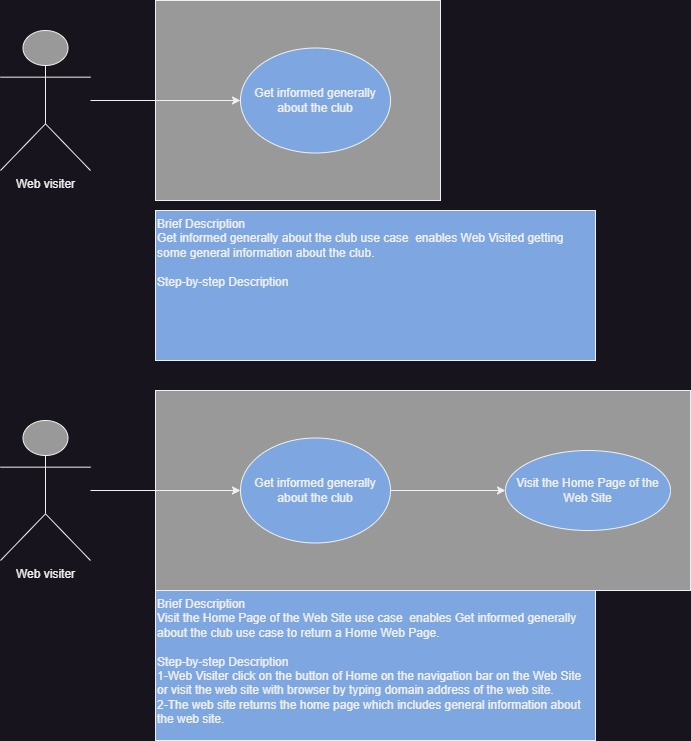 Get informed generally
about the club
Web visiter
Brief Description
Get informed generally about the club use case  enables Web Visited getting
some general information about the club.
Step-by-step Description
Get informed generally
about the club
Visit the Home Page of the
Web Site
Web visiter
Brief Description
Visit the Home Page of the Web Site use case  enables Get informed generally
about the club use case to return a Home Web Page.
Step-by-step Description
1-Web Visiter click on the button of Home on the navigation bar on the Web Site
or visit the web site with browser by typing domain address of the web site.
2-The web site returns the home page which includes general information about
the web site.